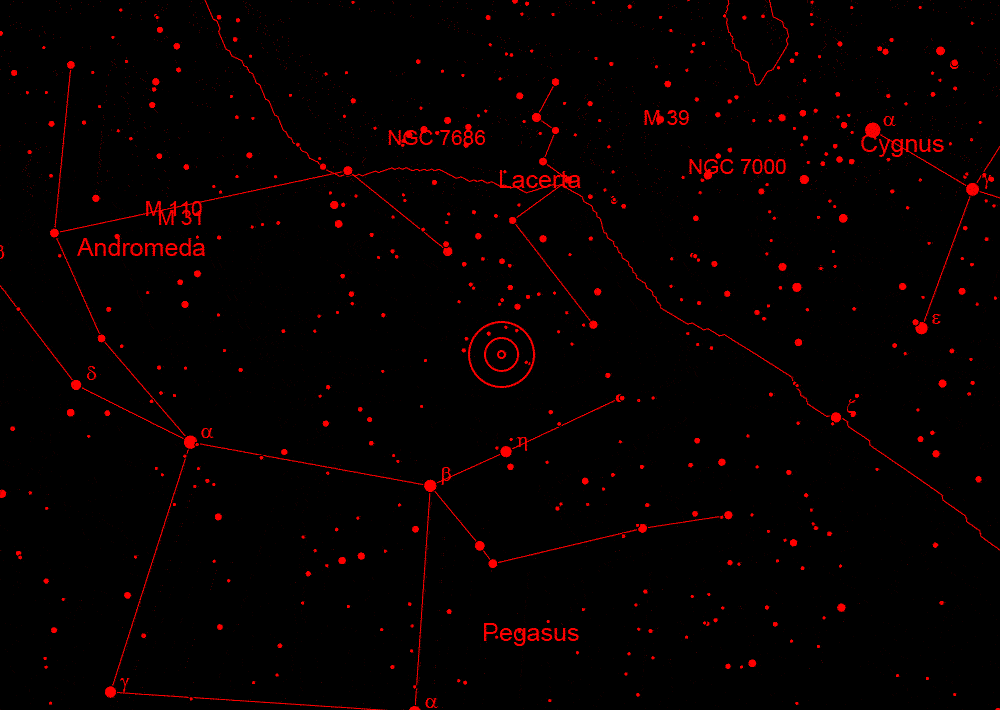 α
M 39
NGC 7686
Cygnus
NGC 7000
Lacerta
γ
M 110
M 31
Andromeda
β
ε
δ
ζ
α
η
β
Pegasus
γ
α